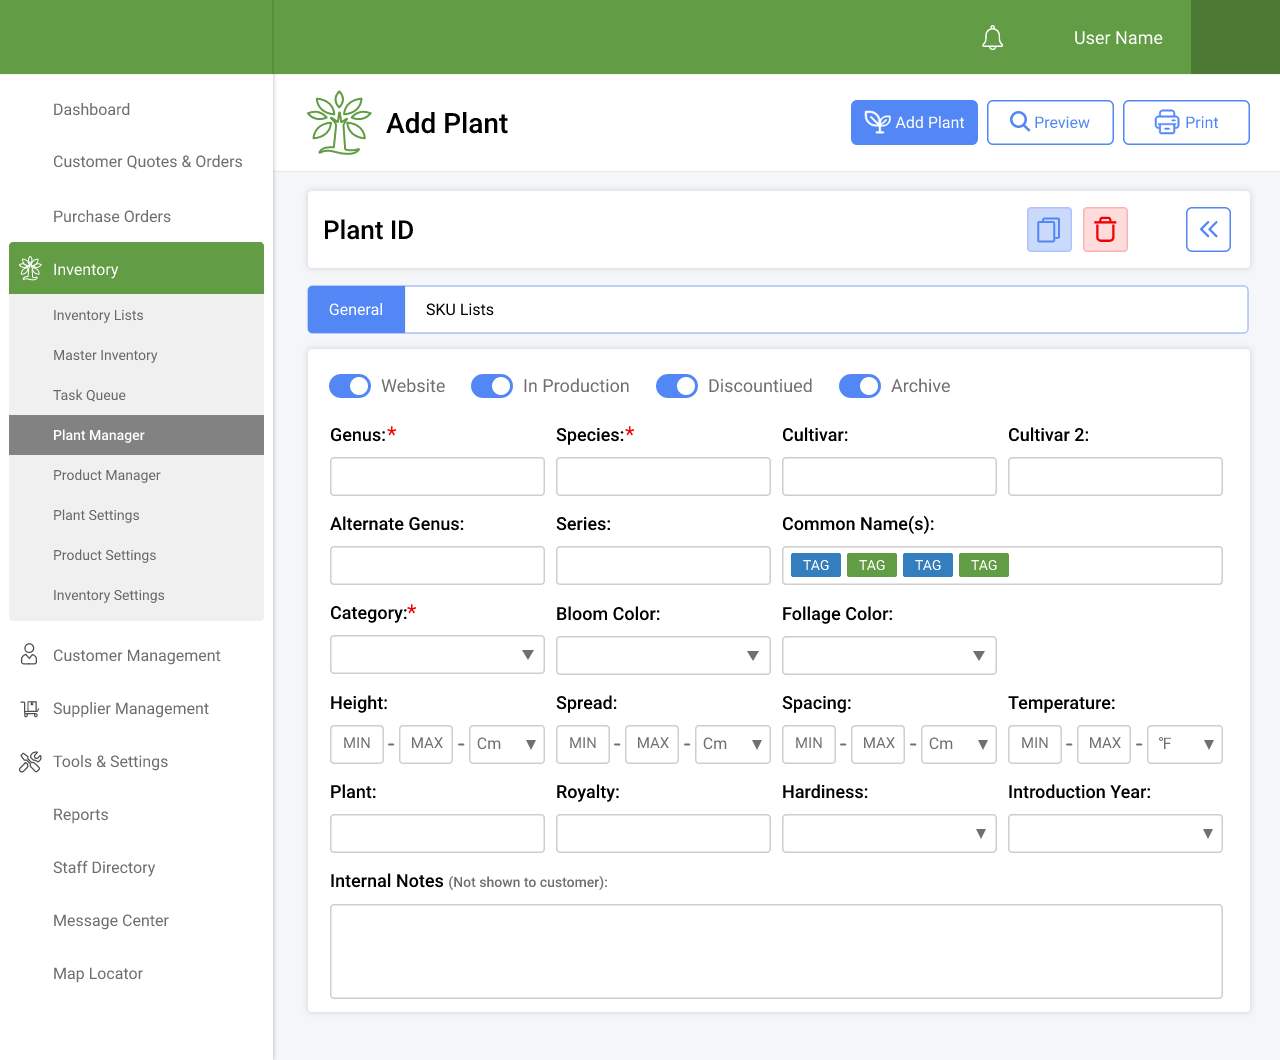 User Name
Dashboard
Customer Quotes & Orders
Purchase Orders
Inventory
Inventory Lists
Master Inventory
Task Queue
Plant Manager
Product Manager
Plant Settings
Product Settings
Inventory Settings
Customer Management
Supplier Management
Tools & Settings
Reports
Staff Directory
Message Center
Map Locator
Add Plant
Add Plant Preview Print
Plant ID
General SKU Lists
Website In Production Discountiued Archive
Genus:* Species:* Cultivar: Cultivar 2:
Alternate Genus: Series: Common Name(s):
TAG TAG TAG TAG
Category:* Bloom Color: Follage Color:
Height: Spread: Spacing: Temperature:
MIN - MAX - Cm MIN - MAX - Cm MIN - MAX - Cm MIN - MAX - °F
Plant: Royalty: Hardiness: Introduction Year:
Internal Notes (Not shown to customer):